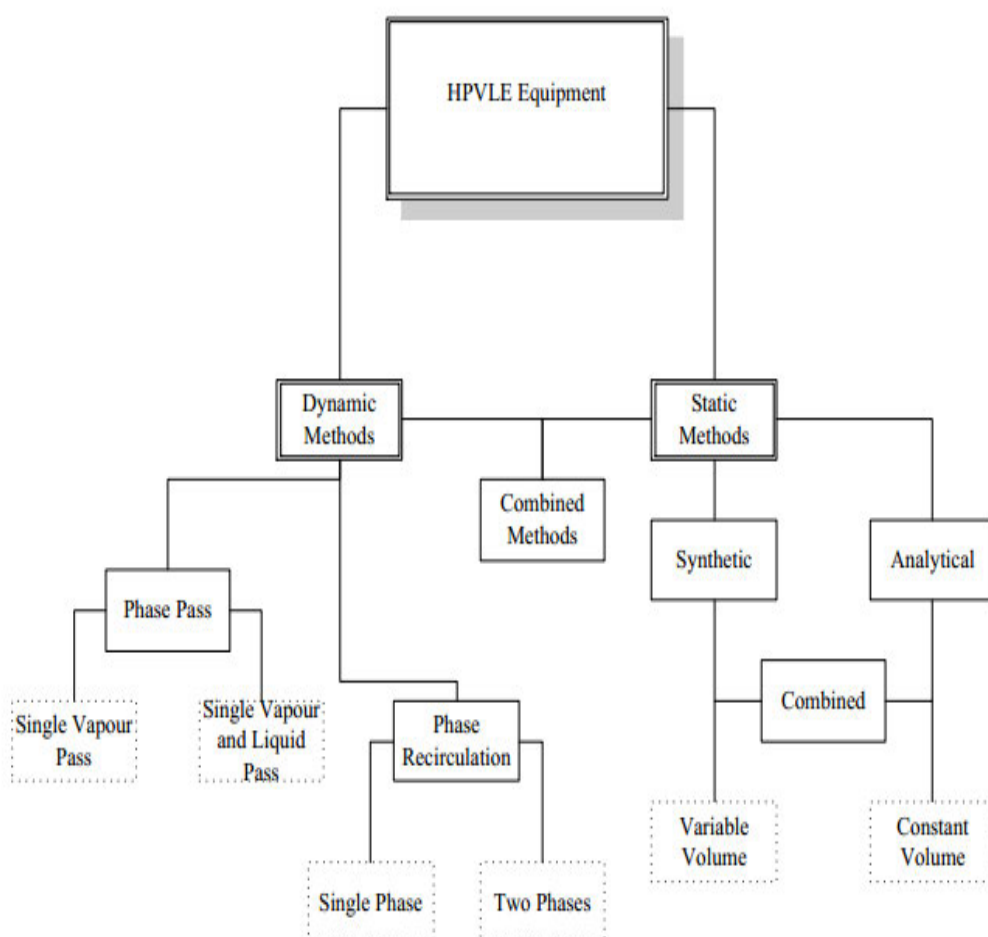 HPVLE Equipment
Dynamic
Methods
Static
Methods
Combined
Methods
Synthetic
Analytical
Phase Pass
Combined
Single Vapour
Pass
Single Vapour
and Liquid
Pass
Phase
Recirculation
Variable
Volume
Constant
Volume
Single Phase
Two Phases